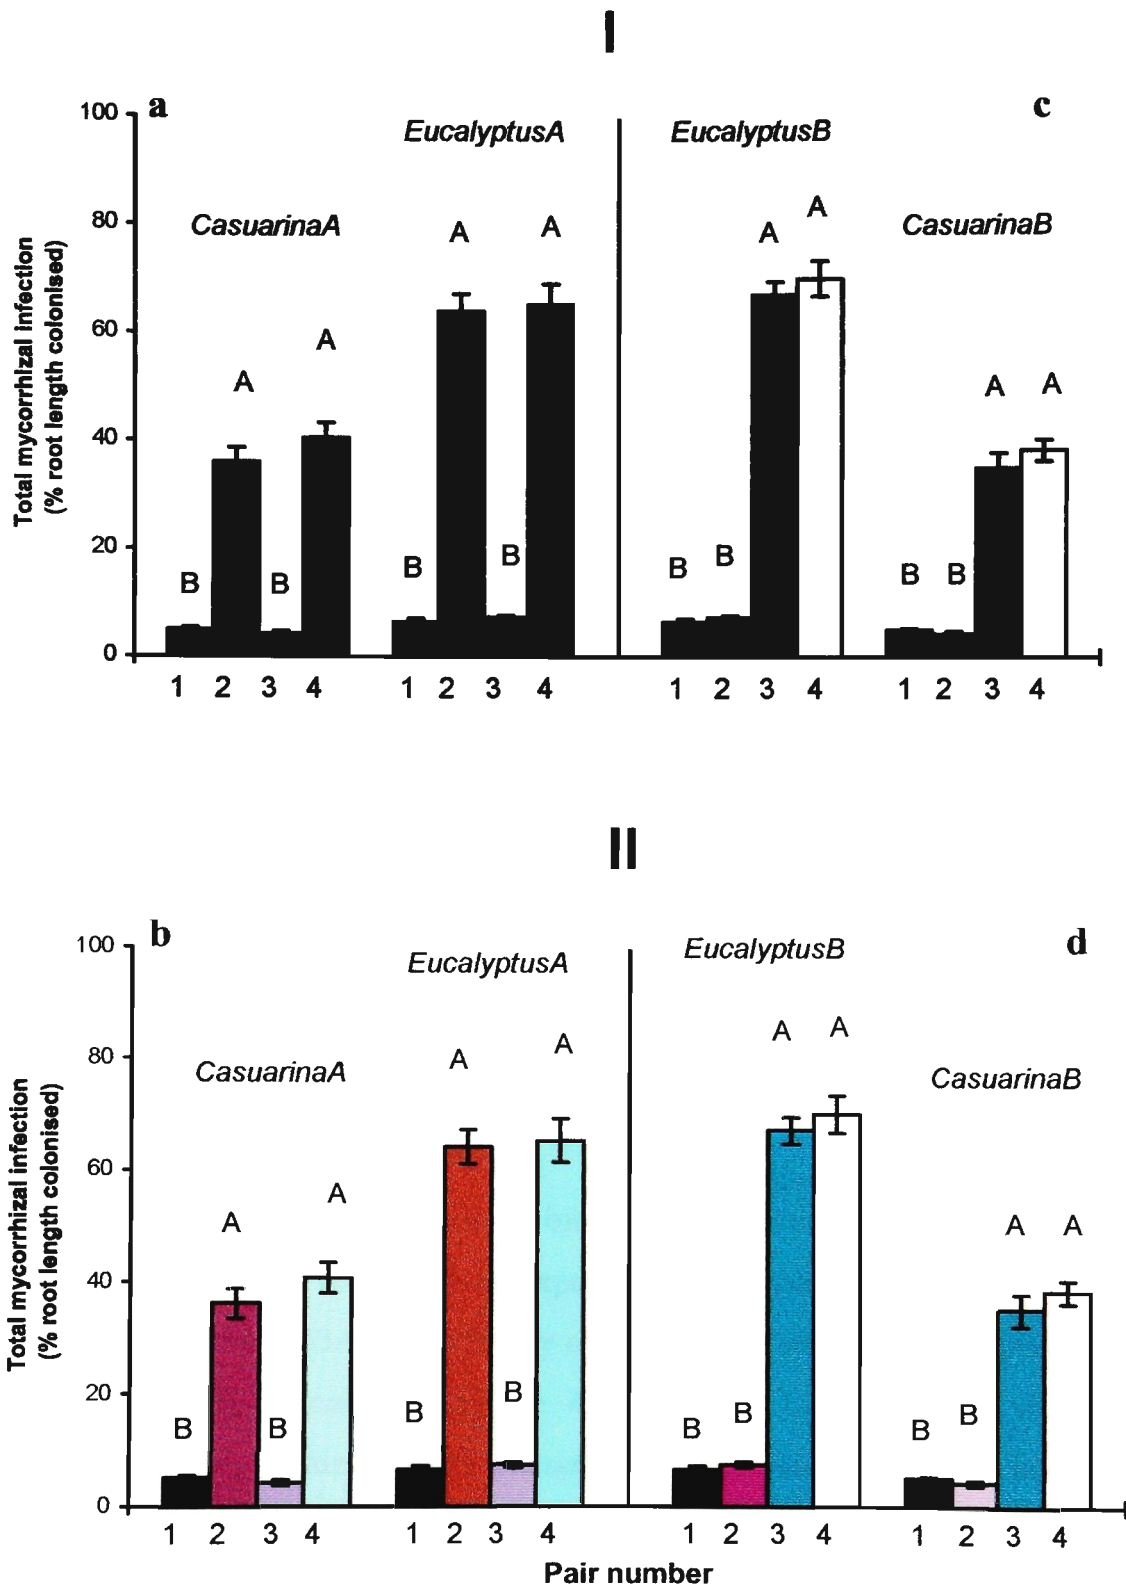 I
a
c
EucalyptusA
EucalyptusB
CasuarinaA
CasuarinaB
Total mycorrhizal infection
(% root length colonised)
100
80
60
40
20
0
A A A A
A A A A
B B B B
B B B B
1 2 3 4 1 2 3 4 1 2 3 4 1 2 3 4
II
b
d
EucalyptusA
EucalyptusB
CasuarinaA
CasuarinaB
Total mycorrhizal infection
(% root length colonised)
100
80
60
40
20
0
A A A A
A A A A
B B B B
B B B B
1 2 3 4 1 2 3 4 1 2 3 4 1 2 3 4
Pair number